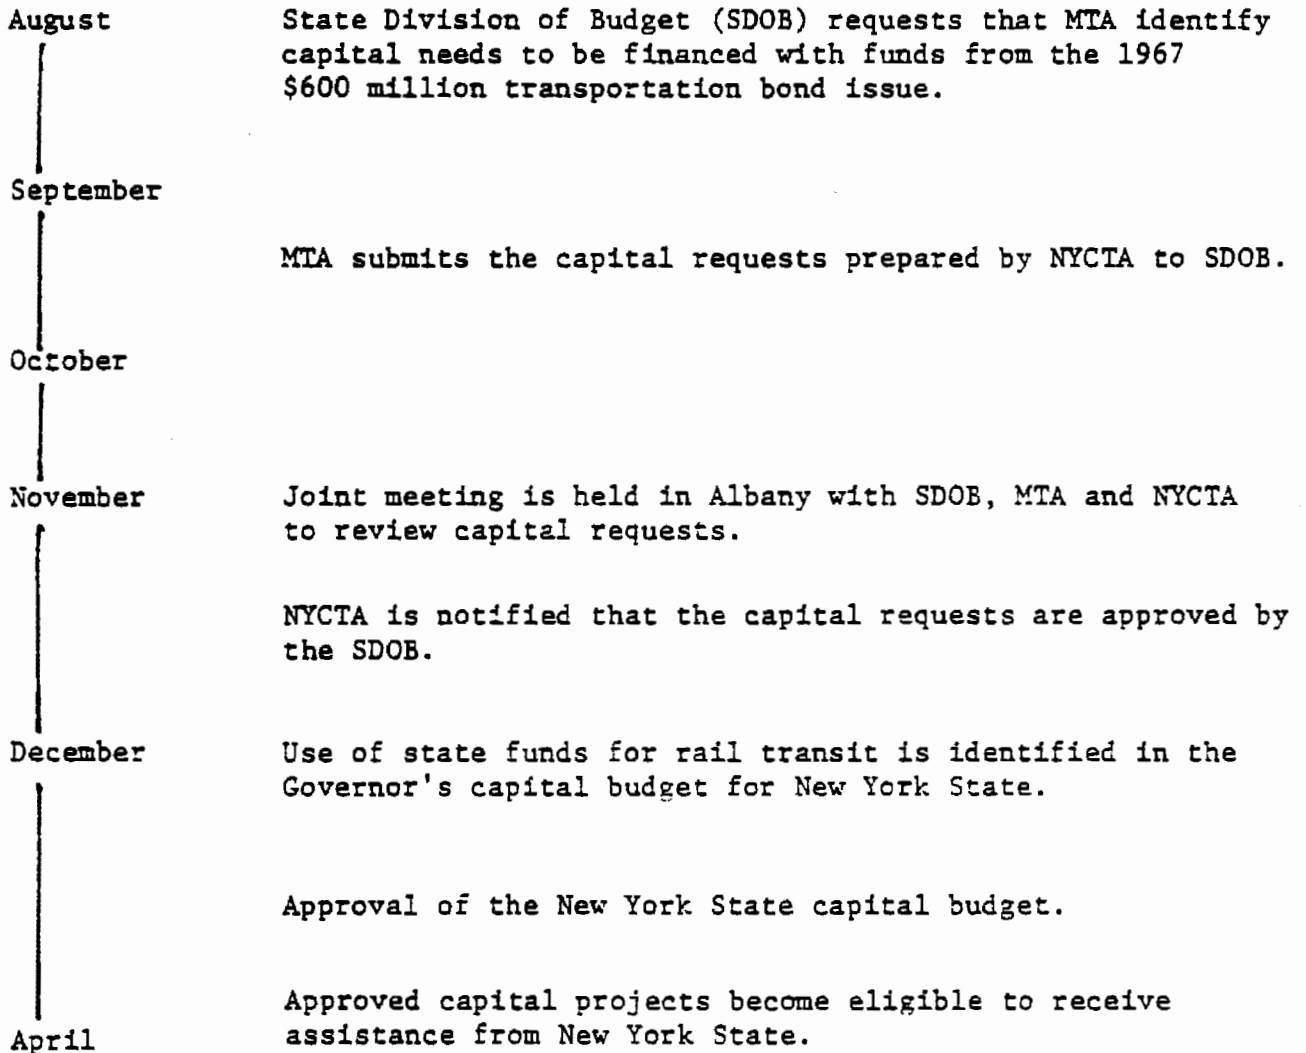 August
State Division of Budget (SDOB) requests that MTA identify
capital needs to be financed with funds from the 1967
$600 million transportation bond issue.
September
MTA submits the capital requests prepared by NYCTA to SDOB.
October
November
Joint meeting is held in Albany with SDOB, MTA and NYCTA
to review capital requests.
NYCTA is notified that the capital requests are approved by
the SDOB.
December
Use of state funds for rail transit is identified in the
Governor's capital budget for New York State.
Approval of the New York State capital budget.
Approved capital projects become eligible to receive
April
assistance from New York State.